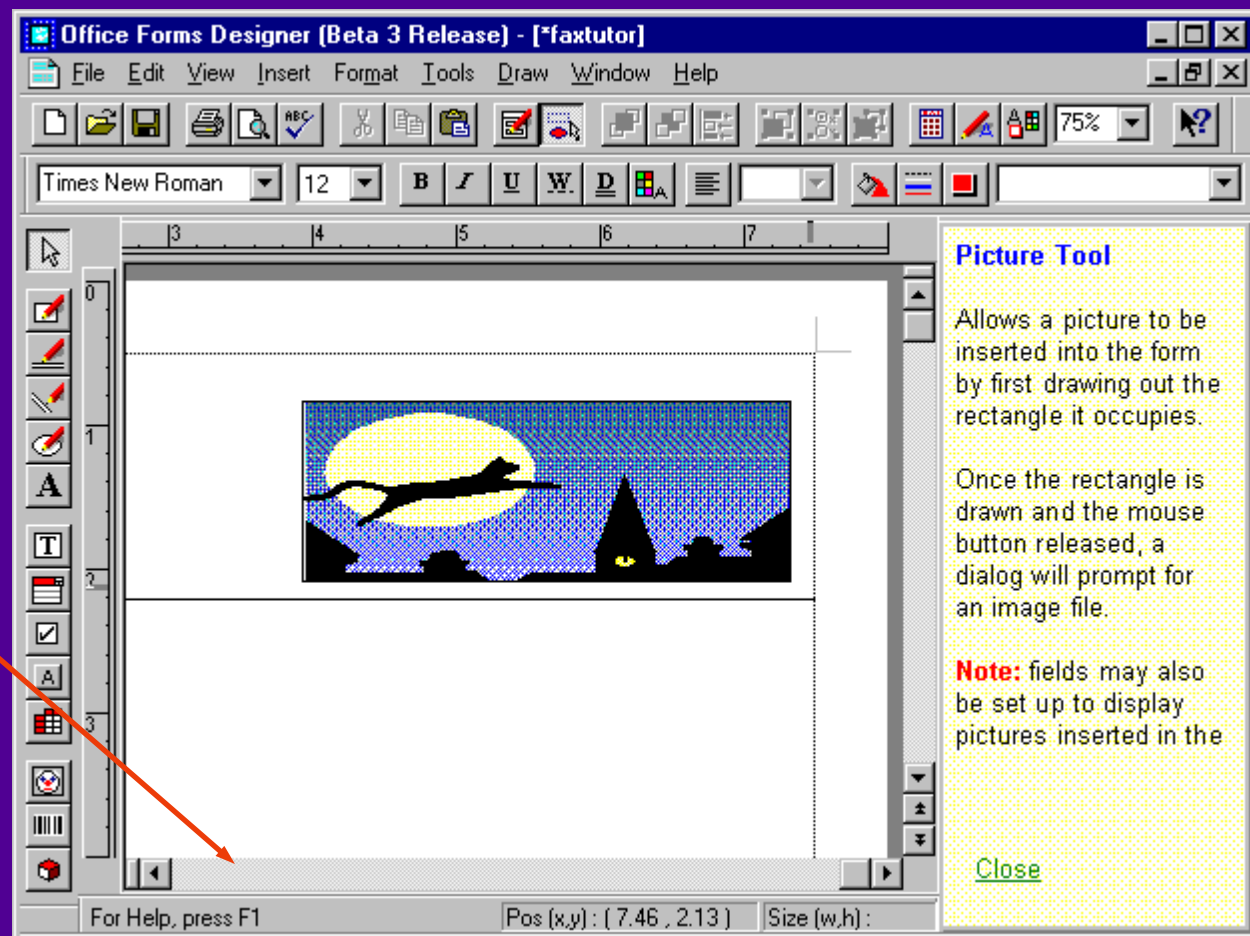 Office Forms Designer (Beta 3 Release) - [*faxtutor]
File Edit View Insert Format Tools Draw Window Help
ABC 75% ?
Times New Roman 12 B I U W D A
3 4 5 6 7
Picture Tool
Allows a picture to be
inserted into the form
by first drawing out the
rectangle it occupies.
Once the rectangle is
drawn and the mouse
button released, a
dialog will prompt for
an image file.
Note: fields may also
be set up to display
pictures inserted in the
Close
0
1
2
3
A
T
A
For Help, press F1 Pos (x,y) : ( 7.46 , 2.13 ) Size (w,h) :